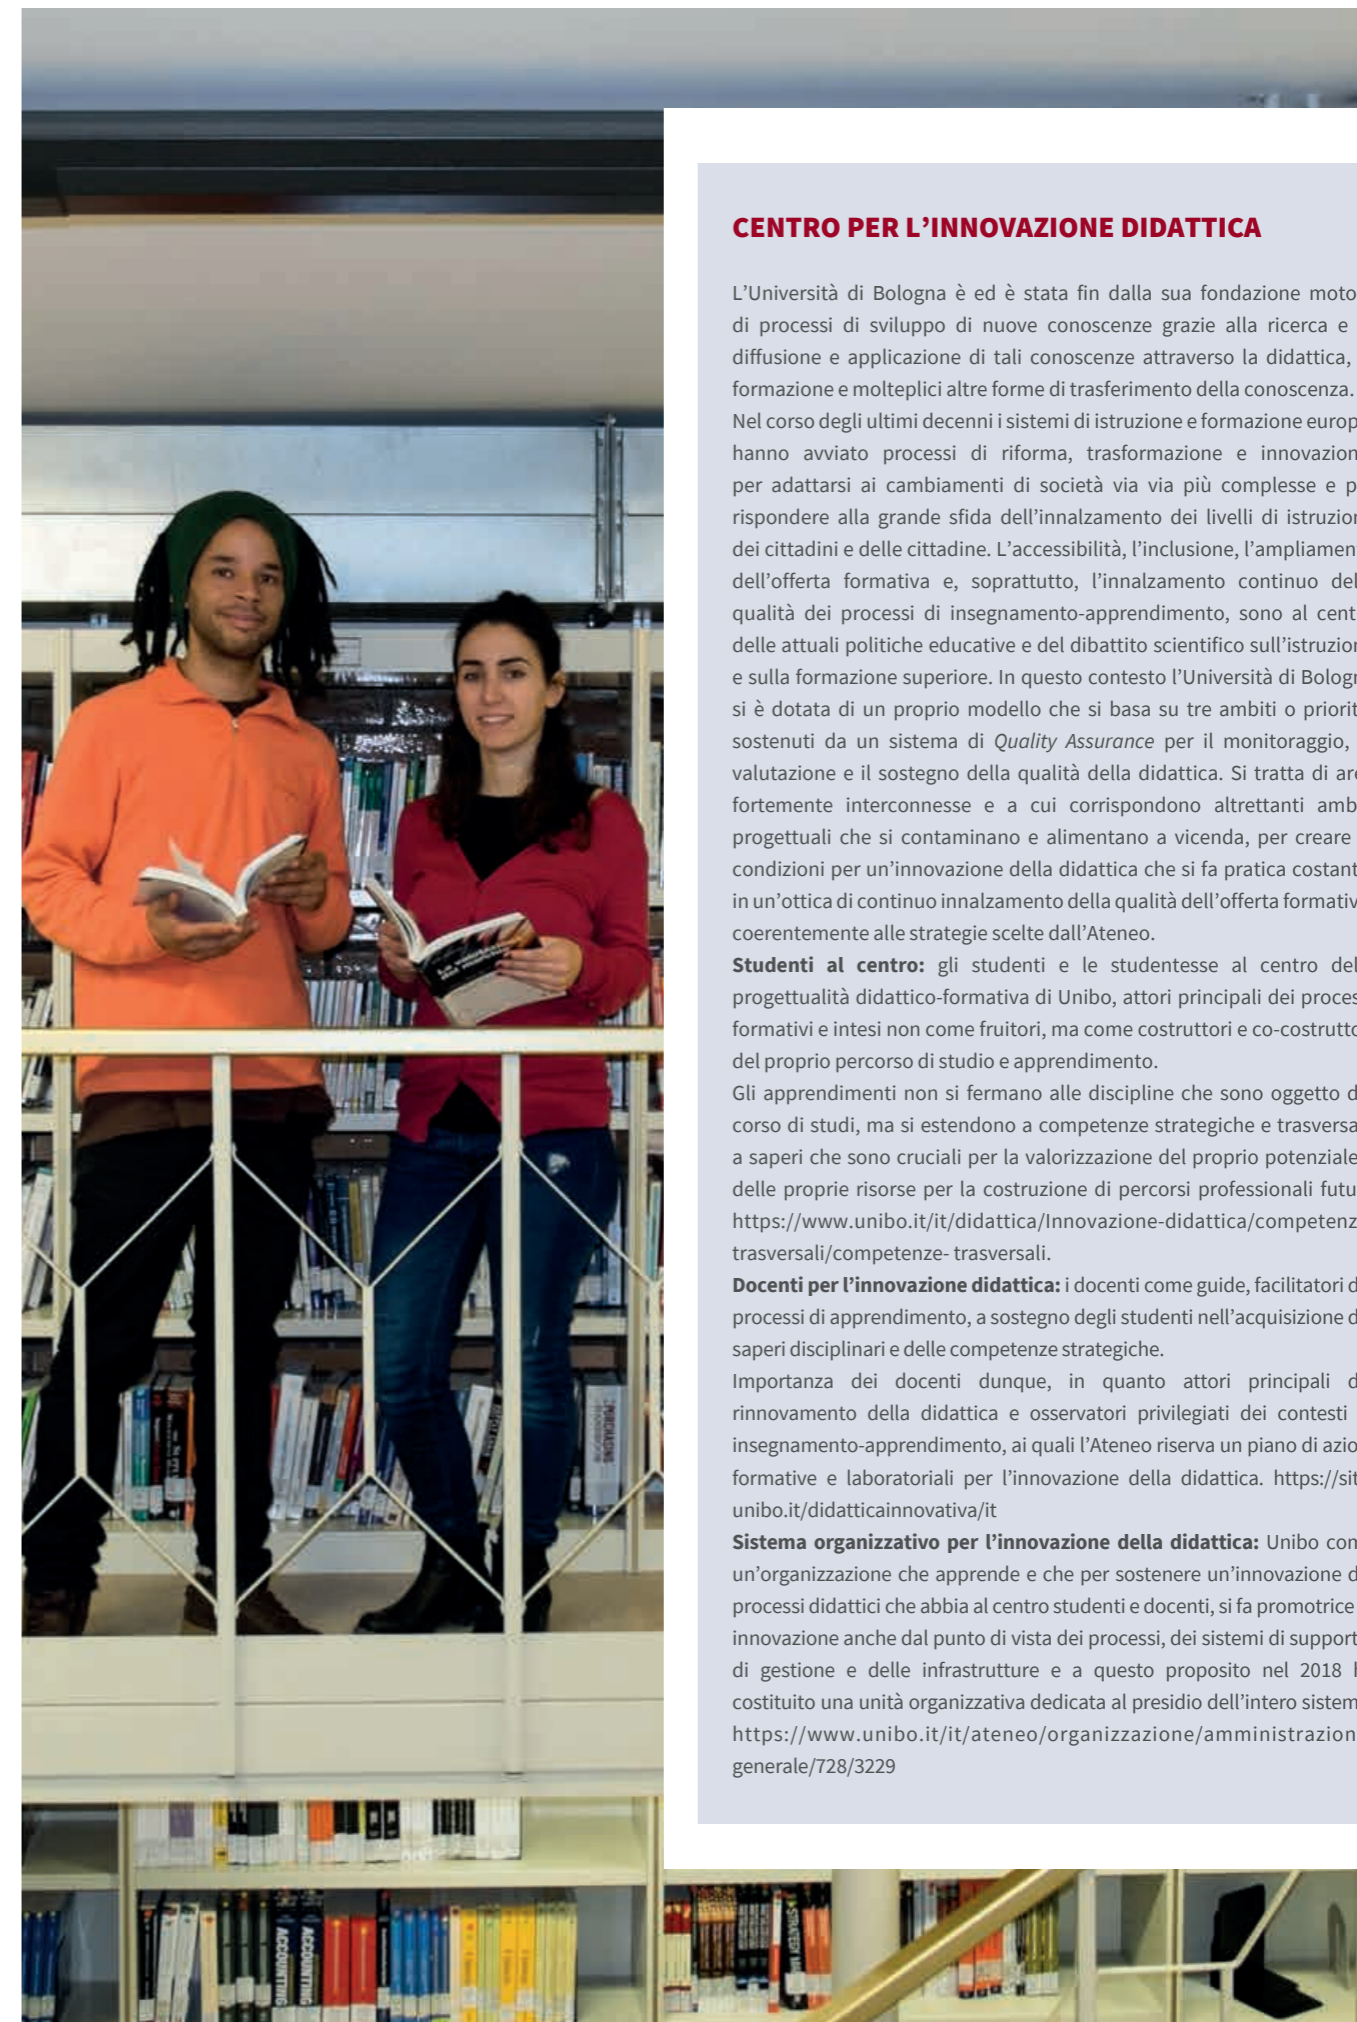 CENTRO PER L’INNOVAZIONE DIDATTICA
L’Università di Bologna è ed è stata fin dalla sua fondazione moto
di processi di sviluppo di nuove conoscenze grazie alla ricerca e
diffusione e applicazione di tali conoscenze attraverso la didattica,
formazione e molteplici altre forme di trasferimento della conoscenza.
Nel corso degli ultimi decenni i sistemi di istruzione e formazione europ
hanno avviato processi di riforma, trasformazione e innovazion
per adattarsi ai cambiamenti di società via via più complesse e p
rispondere alla grande sfida dell’innalzamento dei livelli di istruzion
dei cittadini e delle cittadine. L’accessibilità, l’inclusione, l’ampliamen
dell’offerta formativa e, soprattutto, l’innalzamento continuo del
qualità dei processi di insegnamento-apprendimento, sono al cent
delle attuali politiche educative e del dibattito scientifico sull’istruzion
e sulla formazione superiore. In questo contesto l’Università di Bologn
si è dotata di un proprio modello che si basa su tre ambiti o priorit
sostenuti da un sistema di Quality Assurance per il monitoraggio,
valutazione e il sostegno della qualità della didattica. Si tratta di are
fortemente interconnesse e a cui corrispondono altrettanti amb
progettuali che si contaminano e alimentano a vicenda, per creare
condizioni per un’innovazione della didattica che si fa pratica costant
in un’ottica di continuo innalzamento della qualità dell’offerta formativ
coerentemente alle strategie scelte dall’Ateneo.
Studenti al centro: gli studenti e le studentesse al centro del
progettualità didattico-formativa di Unibo, attori principali dei proces
formativi e intesi non come fruitori, ma come costruttori e co-costrutto
del proprio percorso di studio e apprendimento.
Gli apprendimenti non si fermano alle discipline che sono oggetto d
corso di studi, ma si estendono a competenze strategiche e trasversa
a saperi che sono cruciali per la valorizzazione del proprio potenziale
delle proprie risorse per la costruzione di percorsi professionali futu
https://www.unibo.it/it/didattica/Innovazione-didattica/competenz
trasversali/competenze- trasversali.
Docenti per l’innovazione didattica: i docenti come guide, facilitatori d
processi di apprendimento, a sostegno degli studenti nell’acquisizione d
saperi disciplinari e delle competenze strategiche.
Importanza dei docenti dunque, in quanto attori principali d
rinnovamento della didattica e osservatori privilegiati dei contesti
insegnamento-apprendimento, ai quali l’Ateneo riserva un piano di azio
formative e laboratoriali per l’innovazione della didattica. https://sit
unibo.it/didatticainnovativa/it
Sistema organizzativo per l’innovazione della didattica: Unibo com
un’organizzazione che apprende e che per sostenere un’innovazione d
processi didattici che abbia al centro studenti e docenti, si fa promotrice
innovazione anche dal punto di vista dei processi, dei sistemi di support
di gestione e delle infrastrutture e a questo proposito nel 2018 h
costituito una unità organizzativa dedicata al presidio dell’intero sistem
https://www.unibo.it/it/ateneo/organizzazione/amministrazion
generale/728/3229
ACCOUNTING
ACCOUNTING